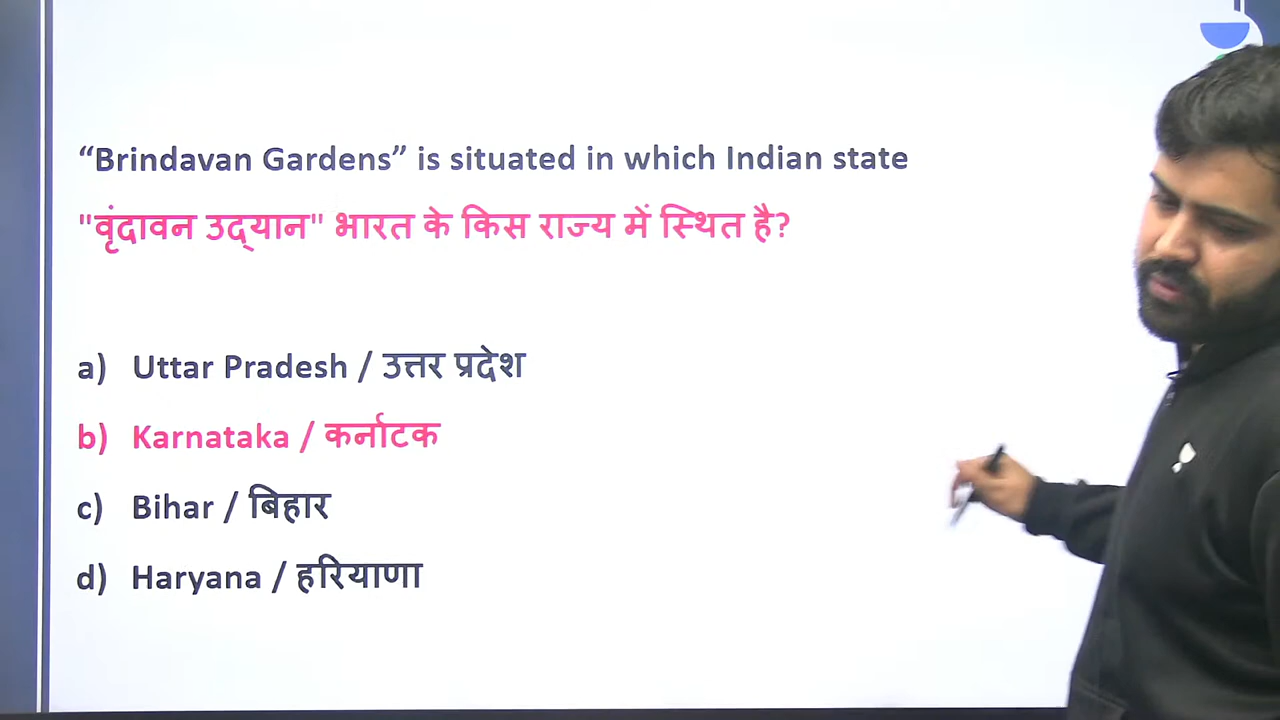 “Brindavan Gardens” is situated in which Indian state
"वृंदावन उद्यान" भारत के किस राज्य में स्थित है?
a) Uttar Pradesh / उत्तर प्रदेश
b) Karnataka / कर्नाटक
c) Bihar / बिहार
d) Haryana / हरियाणा